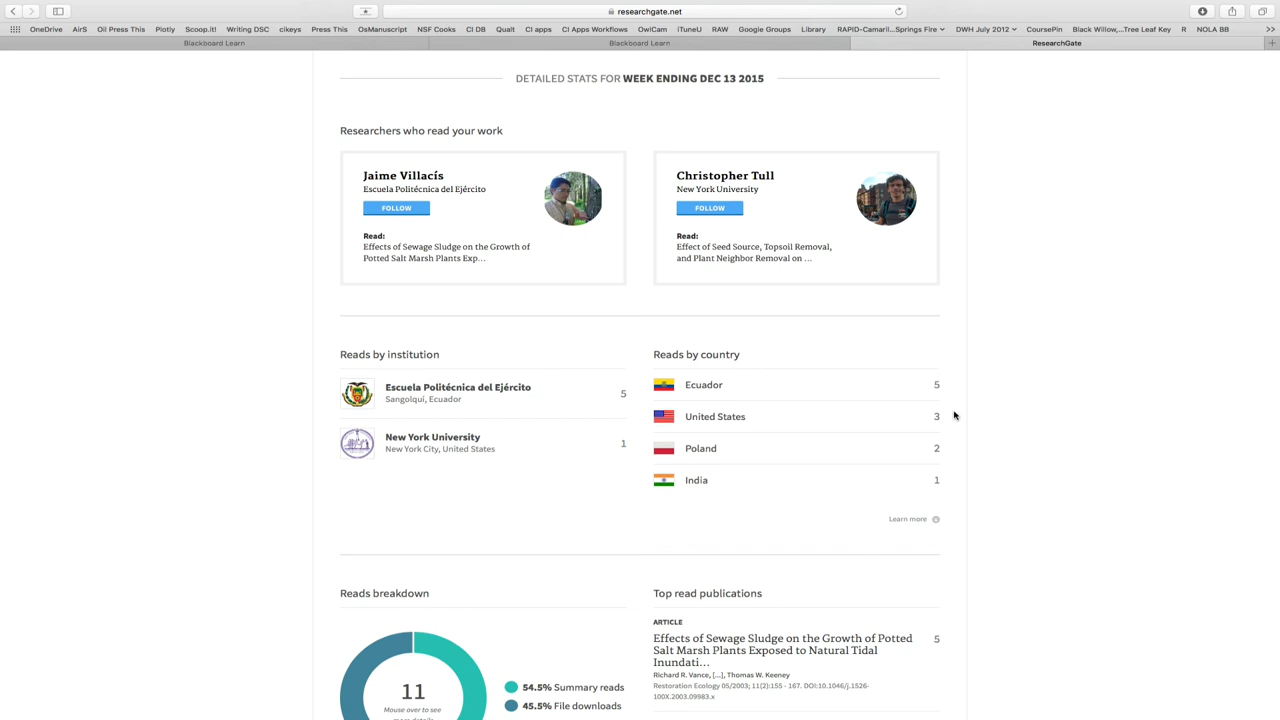 researchgate.net
OneDrive AirS Oil Press This Plotly Scoop.it! Writing DSC cikeys Press This OsManuscript NSF Cooks CI DB Qualt CI apps CI Apps Workflows OwiCam iTuneU RAW Google Groups Library RAPID-Camaril...Springs Fire DWH July 2012 CoursePin Black Willow,...Tree Leaf Key R NOLA BB
Blackboard Learn Blackboard Learn ResearchGate
DETAILED STATS FOR WEEK ENDING DEC 13 2015
Researchers who read your work
Jaime Villacís
Escuela Politécnica del Ejército
FOLLOW
Read:
Effects of Sewage Sludge on the Growth of
Potted Salt Marsh Plants Exp...
Christopher Tull
New York University
FOLLOW
Read:
Effect of Seed Source, Topsoil Removal,
and Plant Neighbor Removal on ...
Reads by institution
Escuela Politécnica del Ejército
Sangolquí, Ecuador
5
New York University
New York City, United States
1
Reads by country
Ecuador 5
United States 3
Poland 2
India 1
Learn more
Reads breakdown
11
Mouse over to see
more details
54.5% Summary reads
45.5% File downloads
Top read publications
ARTICLE
Effects of Sewage Sludge on the Growth of Potted 5
Salt Marsh Plants Exposed to Natural Tidal
Inundati...
Richard R. Vance, [...], Thomas W. Keeney
Restoration Ecology 05/2003; 11(2):155 - 167. DOI:10.1046/j.1526-
100X.2003.09983.x